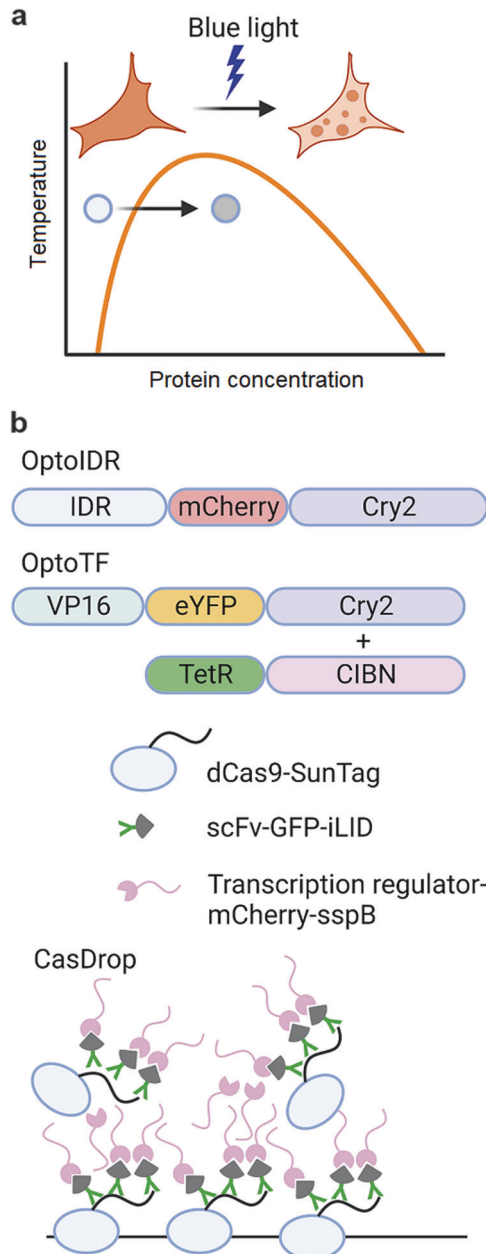 a
Blue light
Temperature
Protein concentration
b
OptoIDR
IDR mCherry Cry2
OptoTF
VP16 eYFP Cry2
+
TetR CIBN
dCas9-SunTag
scFv-GFP-iLID
Transcription regulator-
mCherry-sspB
CasDrop